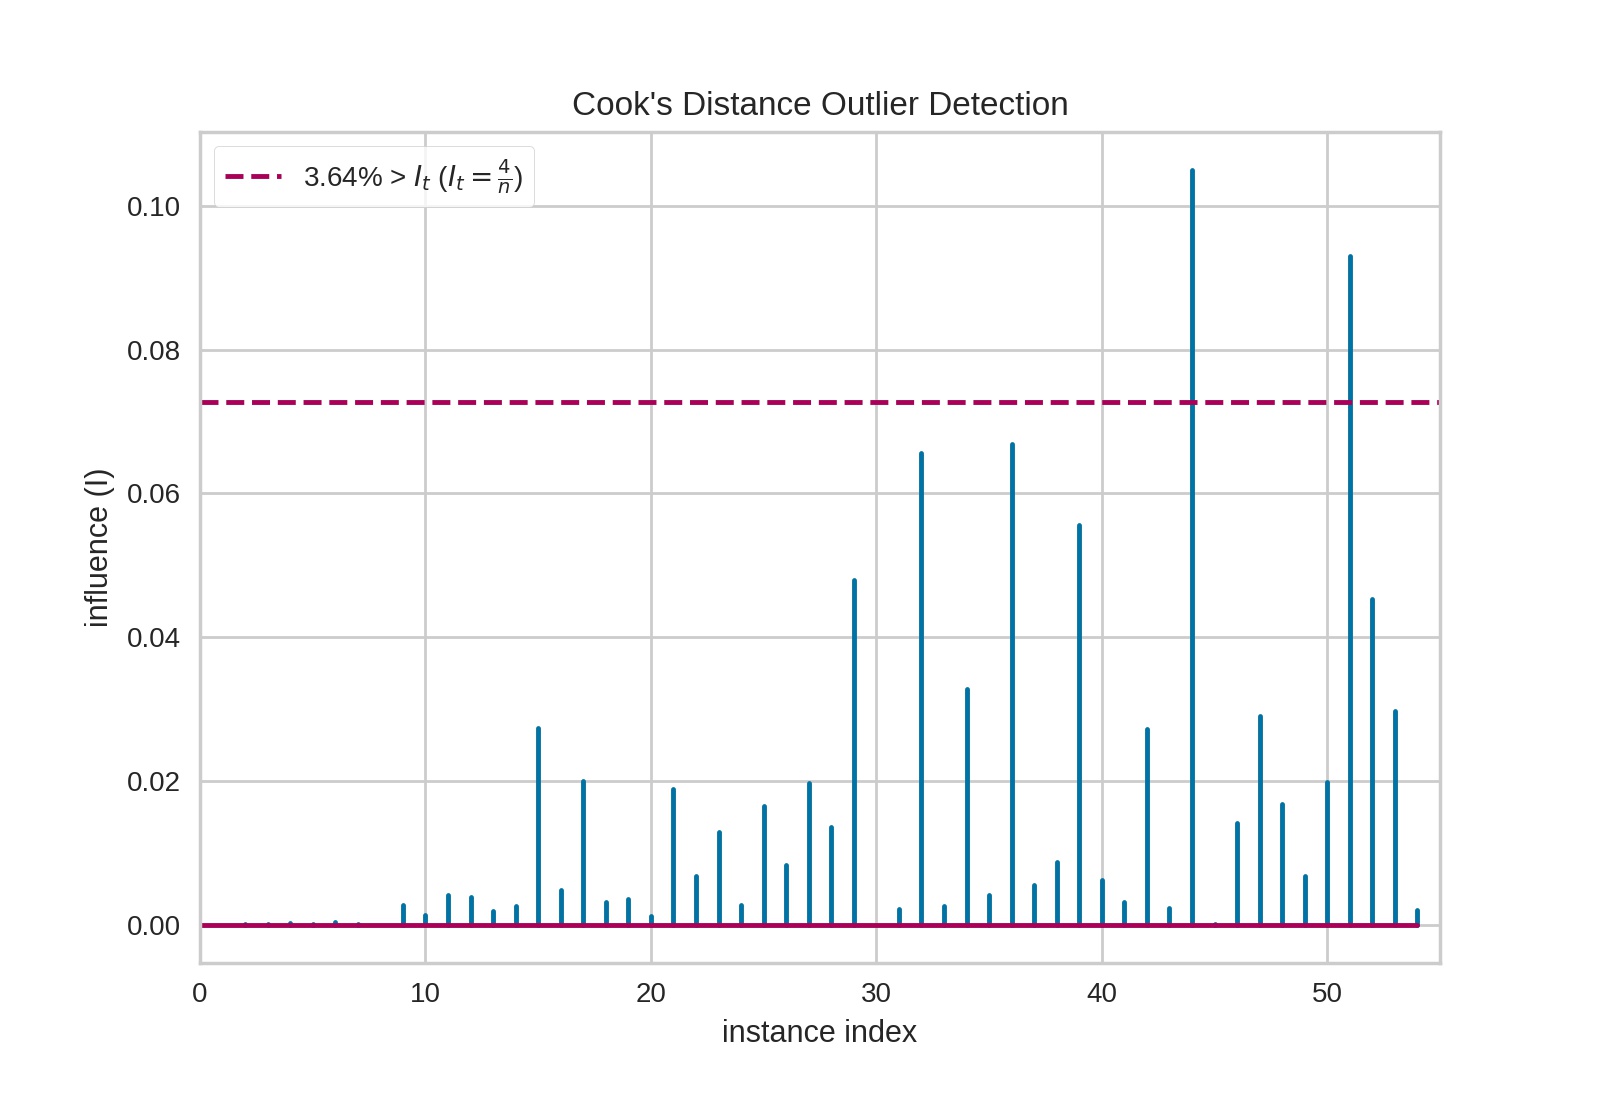 Cook's Distance Outlier Detection
3.64% > I_t (I_t = 4/n)
0.10
0.08
0.06
0.04
0.02
0.00
influence (I)
0 10 20 30 40 50
instance index